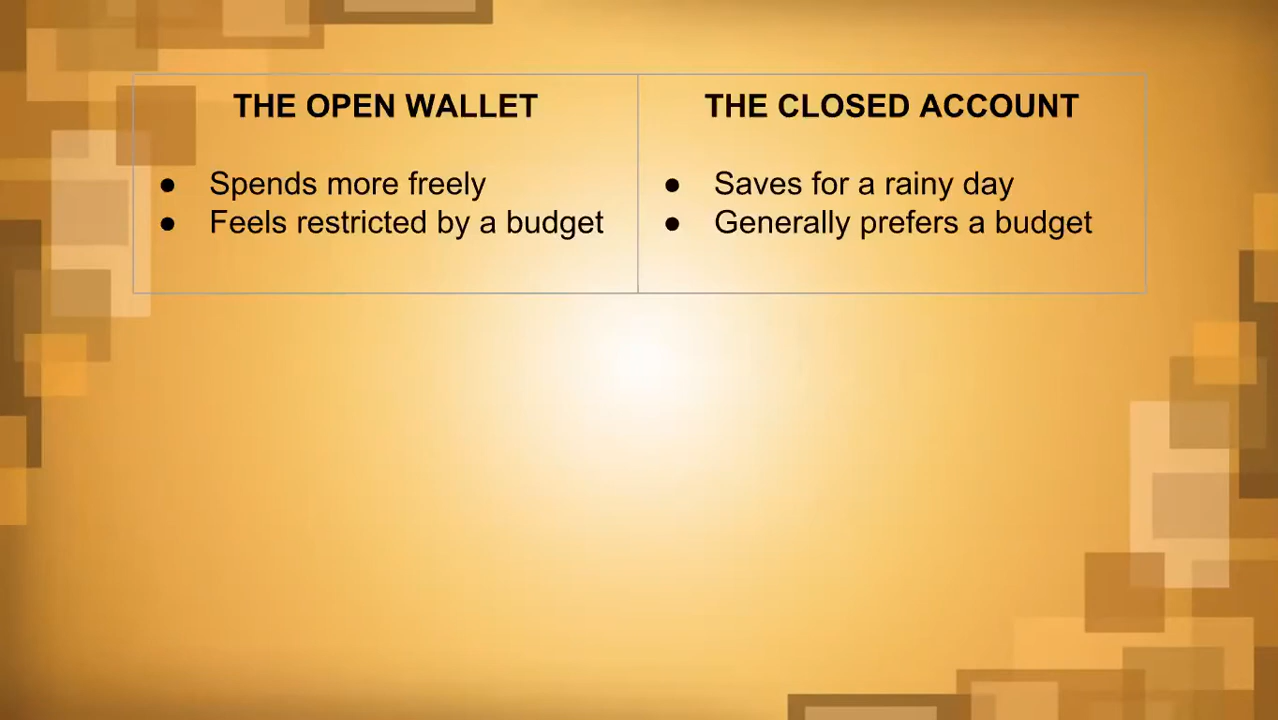 THE OPEN WALLET
● Spends more freely
● Feels restricted by a budget
THE CLOSED ACCOUNT
● Saves for a rainy day
● Generally prefers a budget